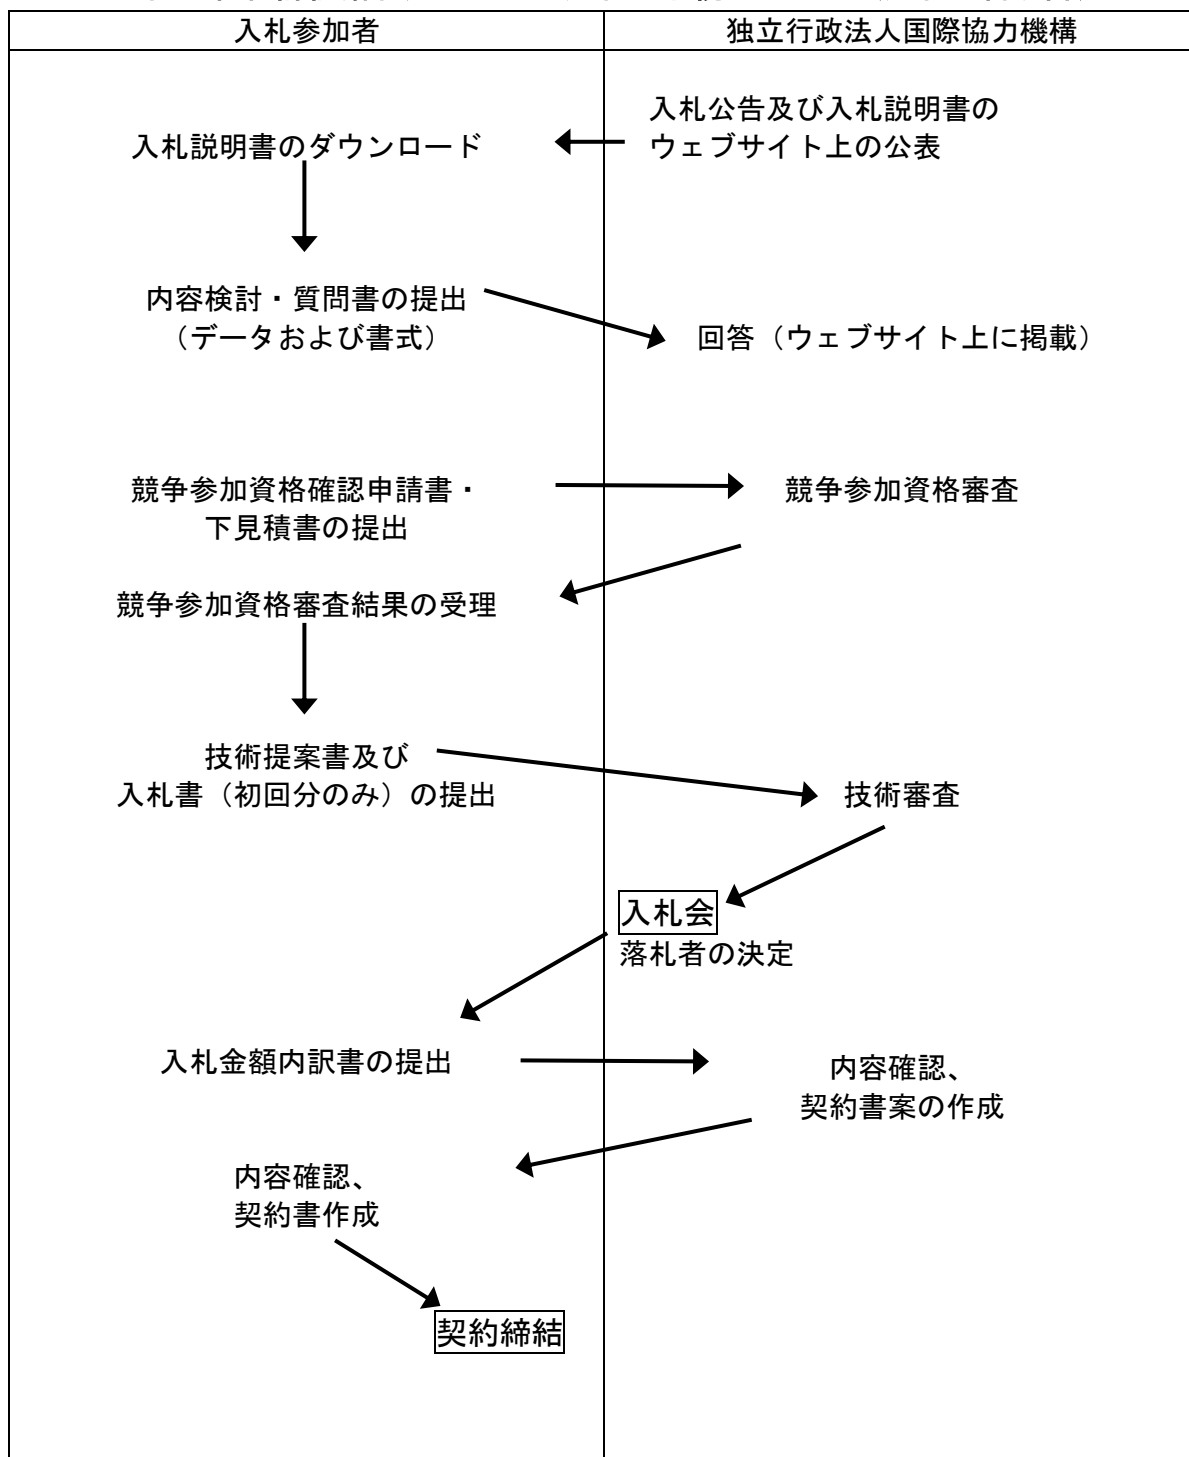 入札参加者
独立行政法人国際協力機構
入札公告及び入札説明書の
ウェブサイト上の公表
入札説明書のダウンロード
内容検討・質問書の提出
（データおよび書式）
回答（ウェブサイト上に掲載）
競争参加資格確認申請書・
下見積書の提出
競争参加資格審査
競争参加資格審査結果の受理
技術提案書及び
入札書（初回分のみ）の提出
技術審査
入札会
落札者の決定
入札金額内訳書の提出
内容確認、
契約書案の作成
内容確認、
契約書作成
契約締結